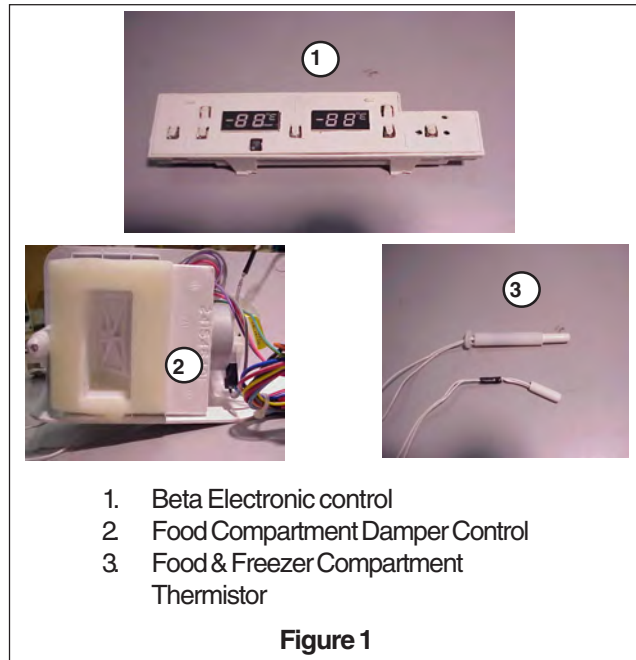 1
-88°E
-88°E
2
3
1. Beta Electronic control
2. Food Compartment Damper Control
3. Food & Freezer Compartment
Thermistor
Figure 1